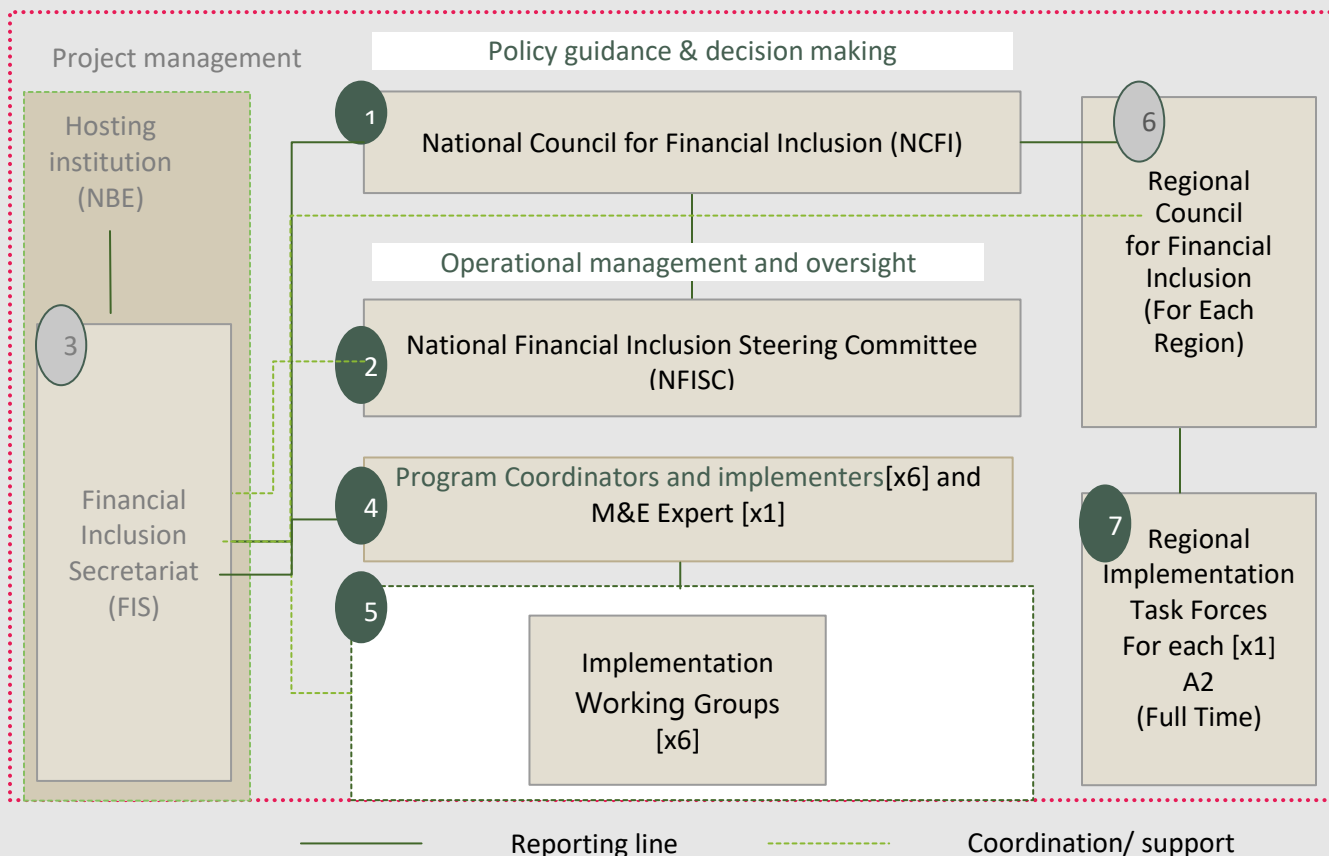 Project management
Policy guidance & decision making
Hosting
institution
(NBE)
1
National Council for Financial Inclusion (NCFI)
6
Regional
Council
for Financial
Inclusion
(For Each
Region)
Operational management and oversight
3
Financial
Inclusion
Secretariat
(FIS)
2
National Financial Inclusion Steering Committee
(NFISC)
4
Program Coordinators and implementers[x6] and
M&E Expert [x1]
5
Implementation
Working Groups
[x6]
7
Regional
Implementation
Task Forces
For each [x1]
A2
(Full Time)
Reporting line
Coordination/ support